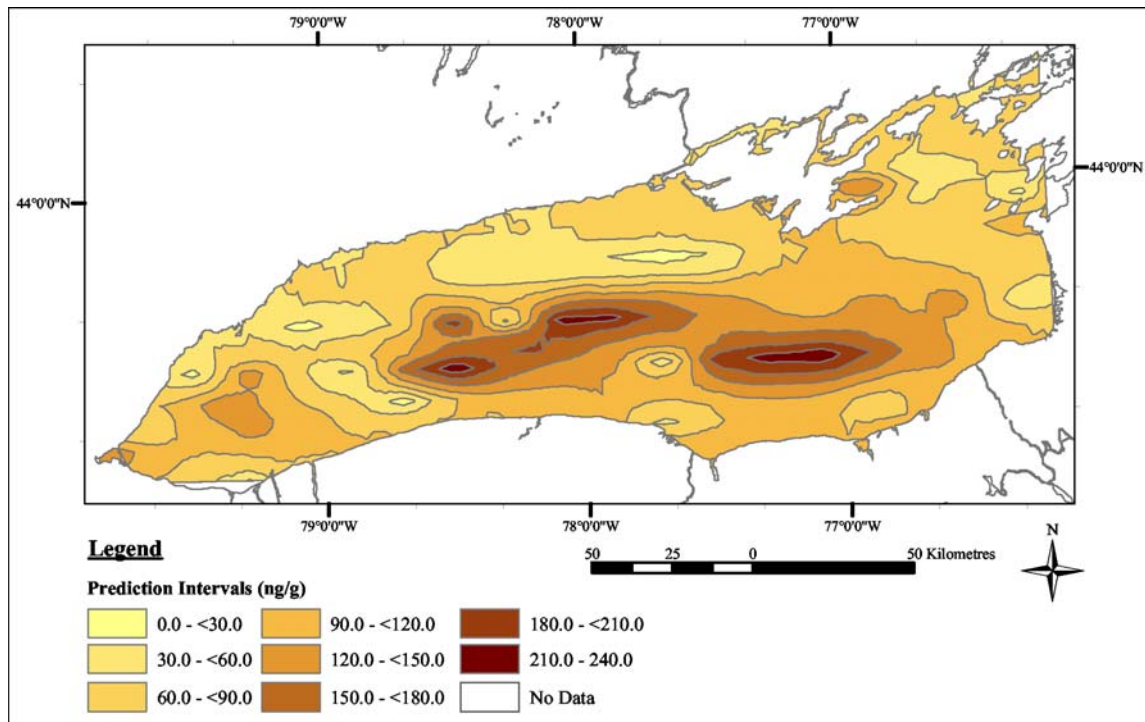 79°0'0"W 78°0'0"W 77°0'0"W
44°0'0"N
44°0'0"N
79°0'0"W 78°0'0"W 77°0'0"W
Legend
50 25 0 50 Kilometres
N
Prediction Intervals (ng/g)
0.0 - <30.0 90.0 - <120.0 180.0 - <210.0
30.0 - <60.0 120.0 - <150.0 210.0 - 240.0
60.0 - <90.0 150.0 - <180.0 No Data